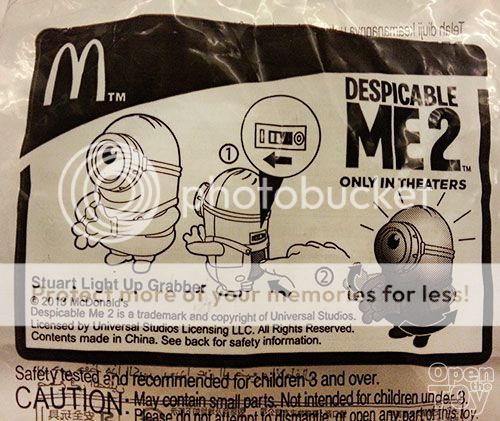 Telah diuji keamanannya
M™
DESPICABLE
ME 2™
ONLY IN THEATERS
1
I O
2
photobucket
Protect more of your memories for less!
Stuart Light Up Grabber
© 2013 McDonald's
Despicable Me 2 is a trademark and copyright of Universal Studios.
Licensed by Universal Studios Licensing LLC. All Rights Reserved.
Contents made in China. See back for safety information.
Safety tested and recommended for children 3 and over.
CAUTION: May contain small parts. Not intended for children under 3.
Please do not attempt to dismantle, or open any part of this toy.
Open the Toy